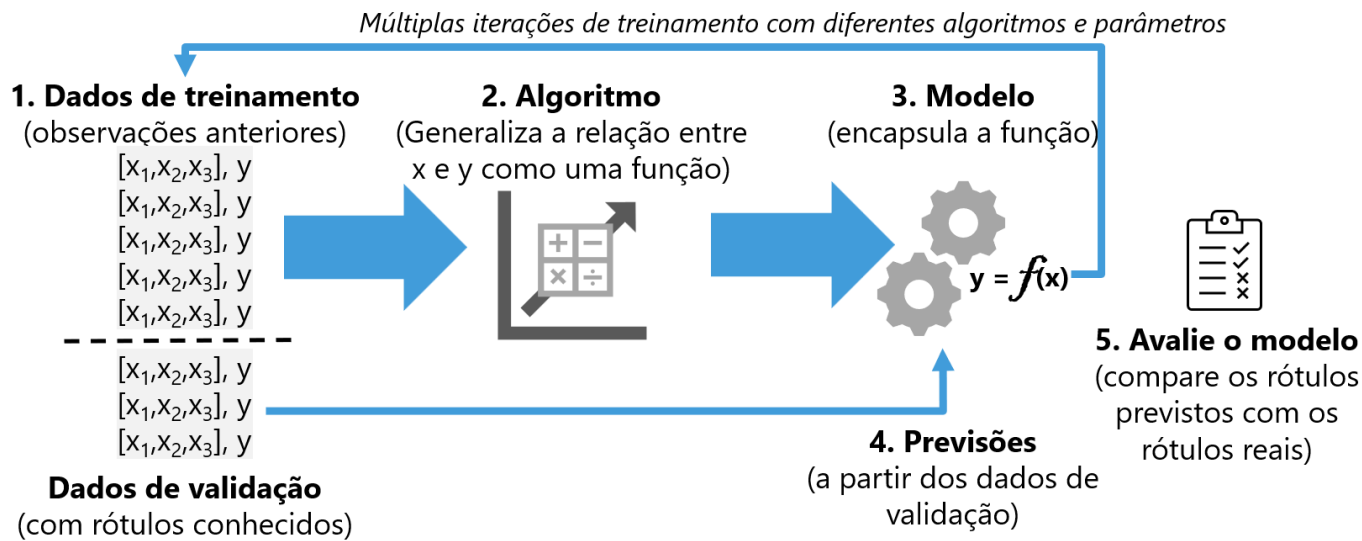 Múltiplas iterações de treinamento com diferentes algoritmos e parâmetros
1. Dados de treinamento
(observações anteriores)
[x₁,x₂,x₃], y
[x₁,x₂,x₃], y
[x₁,x₂,x₃], y
[x₁,x₂,x₃], y
[x₁,x₂,x₃], y
[x₁,x₂,x₃], y
[x₁,x₂,x₃], y
[x₁,x₂,x₃], y
Dados de validação
(com rótulos conhecidos)
2. Algoritmo
(Generaliza a relação entre
x e y como uma função)
+ −
× ÷
3. Modelo
(encapsula a função)
y = f(x)
4. Previsões
(a partir dos dados de
validação)
5. Avalie o modelo
(compare os rótulos
previstos com os
rótulos reais)